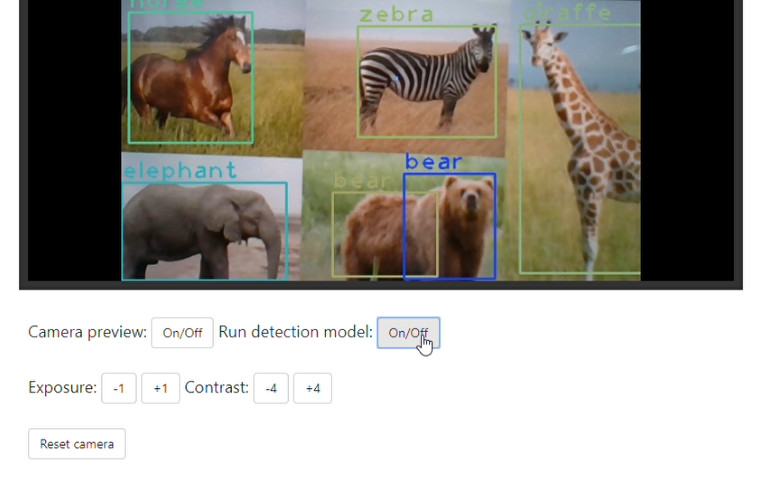 horse
zebra
giraffe
elephant
bear
bear
Camera preview: On/Off Run detection model: On/Off
Exposure: -1 +1 Contrast: -4 +4
Reset camera